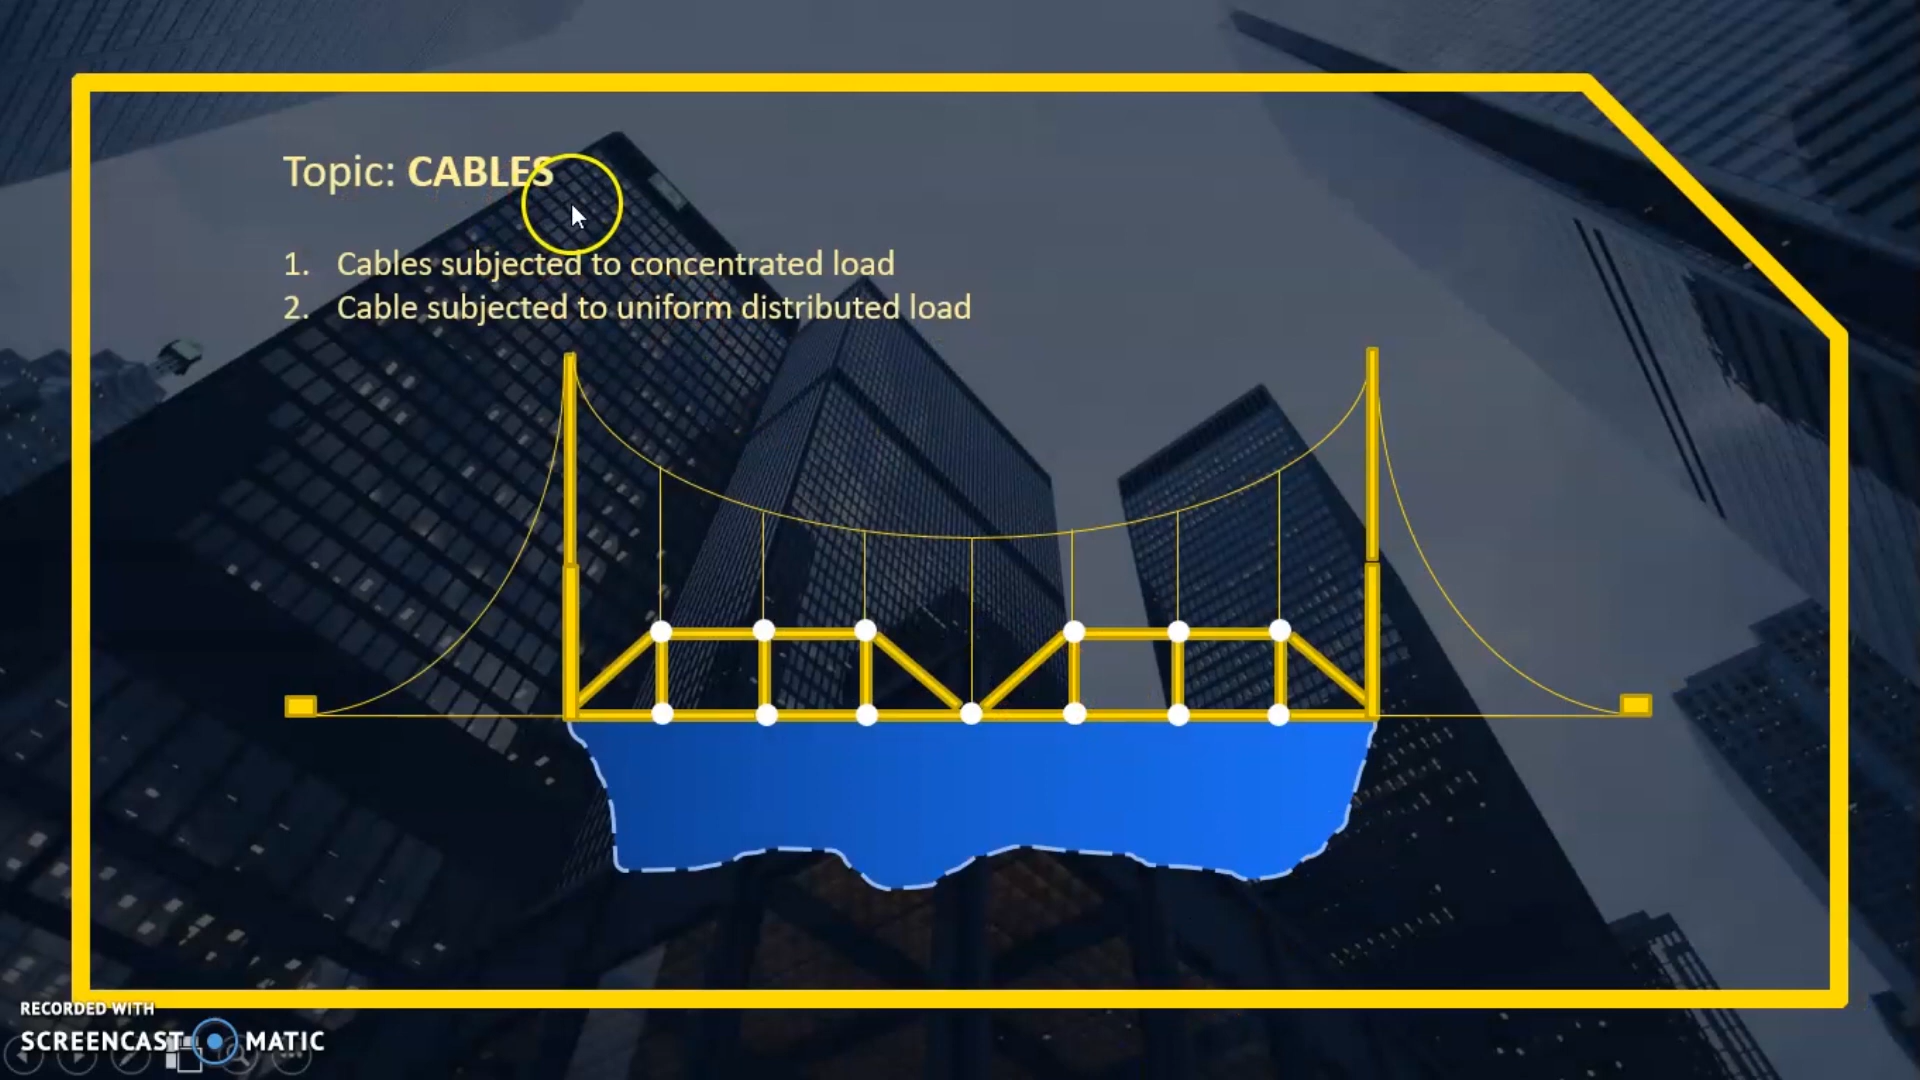 Topic: CABLES
1. Cables subjected to concentrated load
2. Cable subjected to uniform distributed load
RECORDED WITH
SCREENCAST MATIC